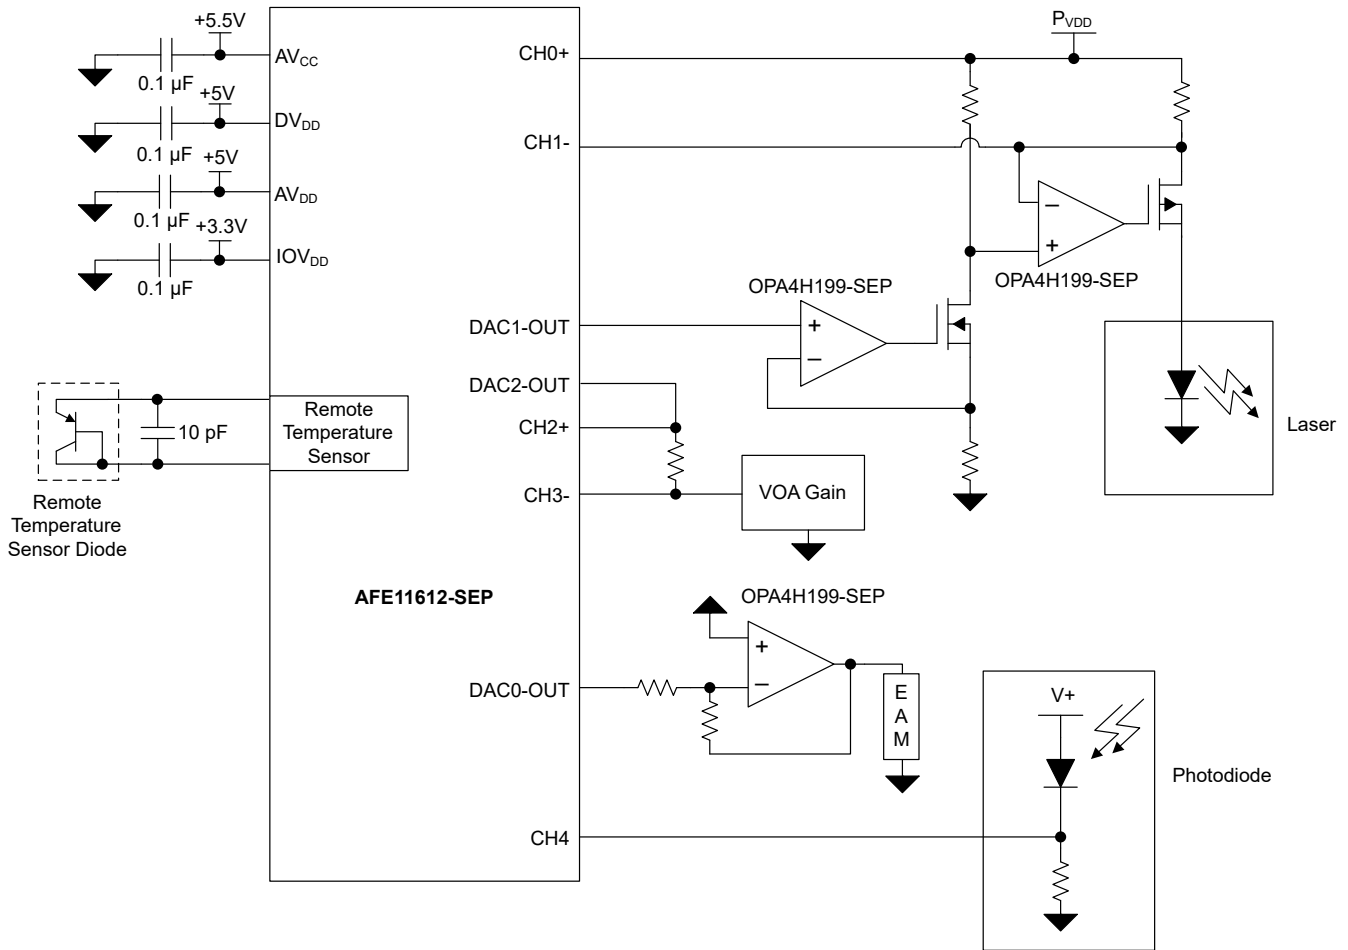 +5.5V
AVCC
0.1 µF
+5V
DVDD
0.1 µF
+5V
AVDD
0.1 µF
+3.3V
IOVDD
0.1 µF
CH0+
PVDD
CH1-
−
+
OPA4H199-SEP
OPA4H199-SEP
DAC1-OUT
+
−
DAC2-OUT
CH2+
CH3-
VOA Gain
Laser
10 pF
Remote
Temperature
Sensor
Remote
Temperature
Sensor Diode
AFE11612-SEP
OPA4H199-SEP
+
−
DAC0-OUT
E
A
M
V+
Photodiode
CH4